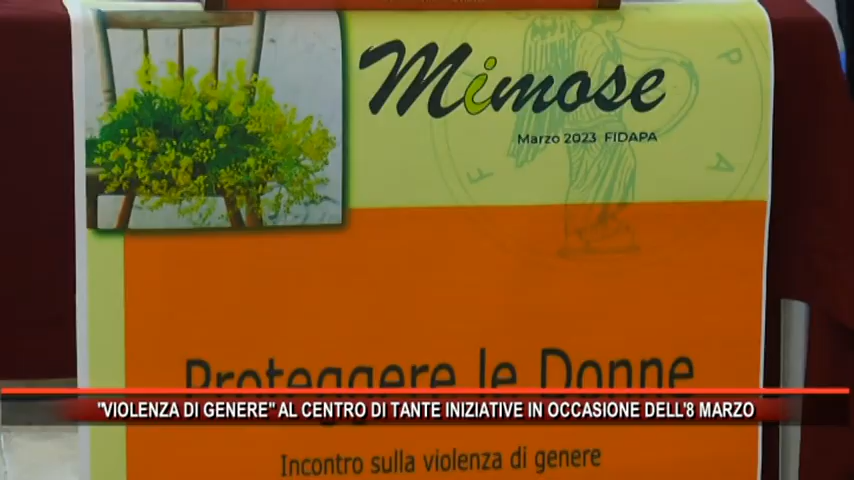 Mimose
Marzo 2023 FIDAPA
F I D A P A
Proteggere le Donne
"VIOLENZA DI GENERE" AL CENTRO DI TANTE INIZIATIVE IN OCCASIONE DELL'8 MARZO
Incontro sulla violenza di genere